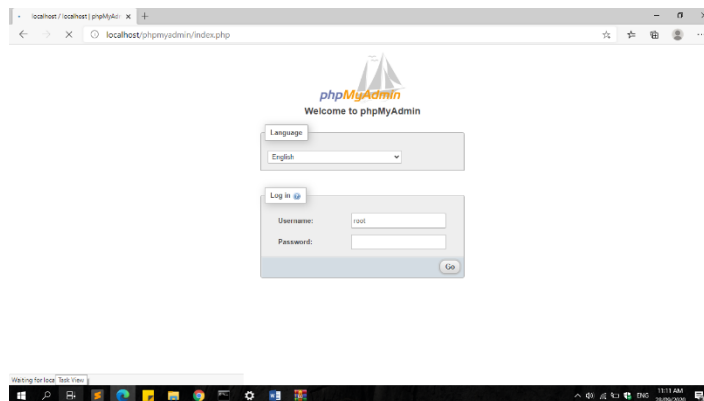 localhost / localhost | phpMyAdm
localhost/phpmyadmin/index.php
phpMyAdmin
Welcome to phpMyAdmin
Language
English
Log in
Username:
root
Password:
Go
Waiting for loca
Task View
ENG
11:11 AM